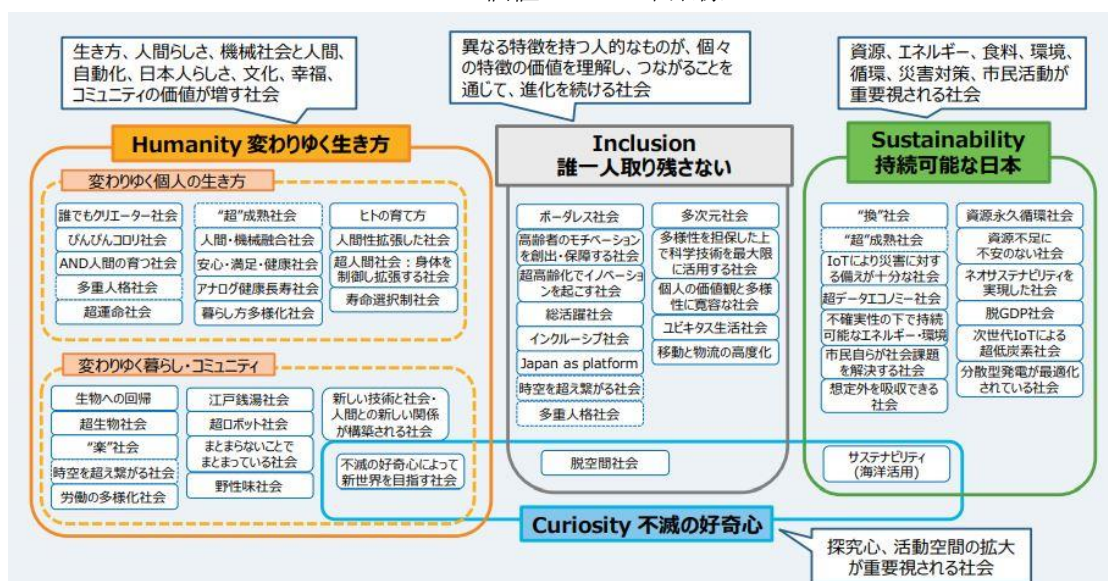 生き方、人間らしさ、機械社会と人間、
自動化、日本人らしさ、文化、幸福、
コミュニティの価値が増す社会
異なる特徴を持つ人的なものが、個々
の特徴の価値を理解し、つながることを
通じて、進化を続ける社会
資源、エネルギー、食料、環境、
循環、災害対策、市民活動が
重要視される社会
Humanity 変わりゆく生き方
変わりゆく個人の生き方
誰でもクリエーター社会
ぴんぴんコロリ社会
AND人間の育つ社会
多重人格社会
超運命社会
“超”成熟社会
人間・機械融合社会
安心・満足・健康社会
アナログ健康長寿社会
暮らし方多様化社会
ヒトの育て方
人間性拡張した社会
超人間社会：身体を
制御し拡張する社会
寿命選択制社会
変わりゆく暮らし・コミュニティ
生物への回帰
超生物社会
“楽”社会
時空を超え繋がる社会
労働の多様化社会
江戸銭湯社会
超ロボット社会
まとまらないことで
まとまっている社会
野性味社会
新しい技術と社会・
人間との新しい関係
が構築される社会
不滅の好奇心によって
新世界を目指す社会
Inclusion
誰一人取り残さない
ボーダレス社会
高齢者のモチベーション
を創出・保障する社会
超高齢化でイノベーショ
ンを起こす社会
総活躍社会
インクルーシブ社会
Japan as platform
時空を超え繋がる社会
多重人格社会
多次元社会
多様性を担保した上
で科学技術を最大限
に活用する社会
個人の価値観と多様
性に寛容な社会
ユビキタス生活社会
移動と物流の高度化
脱空間社会
Sustainability
持続可能な日本
“換”社会
“超”成熟社会
IoTにより災害に対す
る備えが十分な社会
超データエコノミー社会
不確実性の下で持続
可能なエネルギー・環境
市民自らが社会課題
を解決する社会
想定外を吸収できる
社会
資源永久循環社会
資源不足に
不安のない社会
ネオサステナビリティを
実現した社会
脱GDP社会
次世代IoTによる
超低炭素社会
分散型発電が最適化
されている社会
サステナビリティ
(海洋活用)
Curiosity 不滅の好奇心
探究心、活動空間の拡大
が重要視される社会